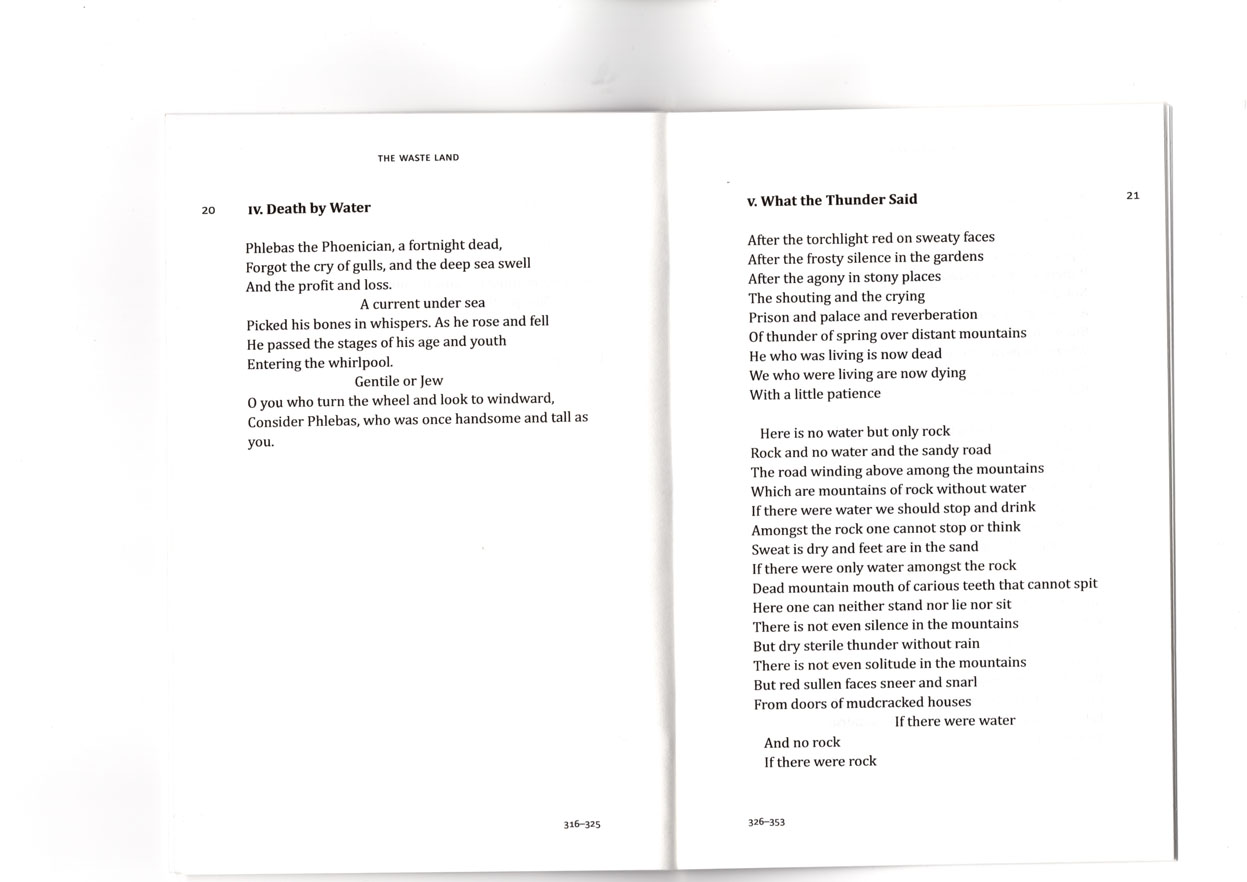 THE WASTE LAND
20
IV. Death by Water
Phlebas the Phoenician, a fortnight dead,
Forgot the cry of gulls, and the deep sea swell
And the profit and loss.
A current under sea
Picked his bones in whispers. As he rose and fell
He passed the stages of his age and youth
Entering the whirlpool.
Gentile or Jew
O you who turn the wheel and look to windward,
Consider Phlebas, who was once handsome and tall as
you.
316–325
V. What the Thunder Said
21
After the torchlight red on sweaty faces
After the frosty silence in the gardens
After the agony in stony places
The shouting and the crying
Prison and palace and reverberation
Of thunder of spring over distant mountains
He who was living is now dead
We who were living are now dying
With a little patience
Here is no water but only rock
Rock and no water and the sandy road
The road winding above among the mountains
Which are mountains of rock without water
If there were water we should stop and drink
Amongst the rock one cannot stop or think
Sweat is dry and feet are in the sand
If there were only water amongst the rock
Dead mountain mouth of carious teeth that cannot spit
Here one can neither stand nor lie nor sit
There is not even silence in the mountains
But dry sterile thunder without rain
There is not even solitude in the mountains
But red sullen faces sneer and snarl
From doors of mudcracked houses
If there were water
And no rock
If there were rock
326–353